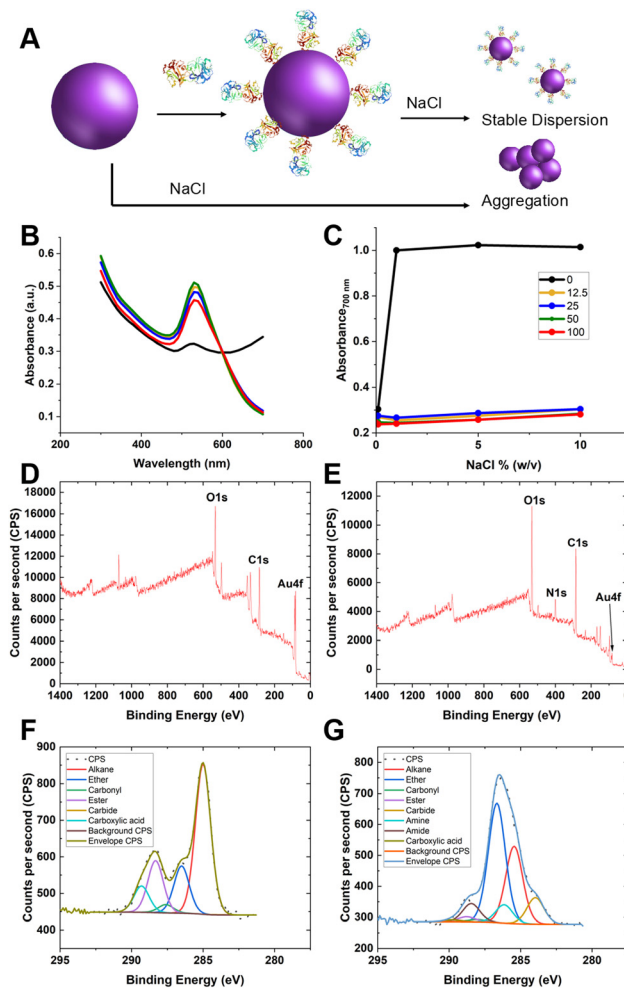 A
NaCl
Stable Dispersion
NaCl
Aggregation
B
Absorbance (a.u.)
0.6
0.5
0.4
0.3
0.2
0.1
200 400 600 800
Wavelength (nm)
C
Absorbance700 nm
1.0
0.8
0.6
0.4
0.2
0
12.5
25
50
100
0 5 10
NaCl % (w/v)
D
Counts per second (CPS)
18000
16000
14000
12000
10000
8000
6000
4000
2000
0
O1s
C1s
Au4f
1400 1200 1000 800 600 400 200 0
Binding Energy (eV)
E
Counts per second (CPS)
12000
10000
8000
6000
4000
2000
0
O1s
C1s
N1s
Au4f
1400 1200 1000 800 600 400 200 0
Binding Energy (eV)
F
Counts per second (CPS)
900
800
700
600
500
400
CPS
Alkane
Ether
Carbonyl
Ester
Carbide
Carboxylic acid
Background CPS
Envelope CPS
295 290 285 280
Binding Energy (eV)
G
Counts per second (CPS)
800
700
600
500
400
300
200
CPS
Alkane
Ether
Carbonyl
Ester
Carbide
Amine
Amide
Carboxylic acid
Background CPS
Envelope CPS
295 290 285 280
Binding Energy (eV)